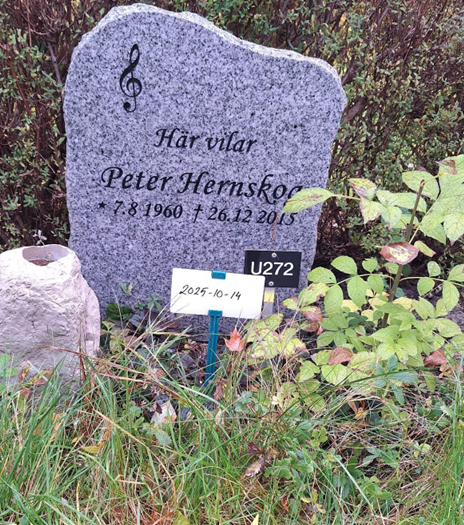 Här vilar
Peter Hernskog
* 7.8 1960 † 26.12 2015
U272
2025-10-14